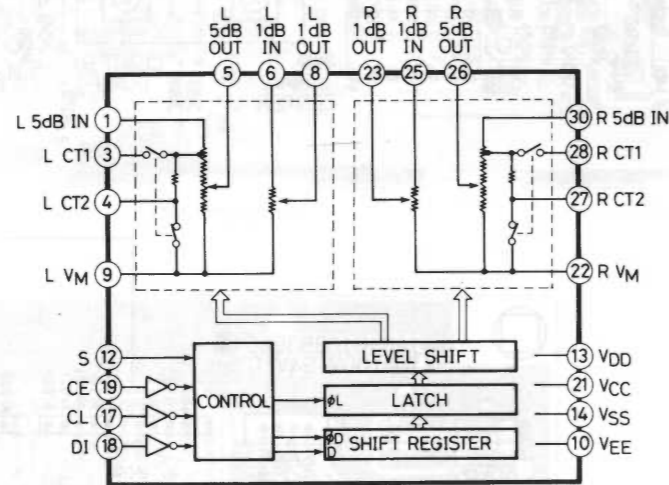 L 5dB OUT
L 1dB IN
L 1dB OUT
R 1dB OUT
R 1dB IN
R 5dB OUT
5 6 8 23 25 26
L 5dB IN 1
L CT1 3
L CT2 4
L VM 9
30 R 5dB IN
28 R CT1
27 R CT2
22 R VM
S 12
CE 19
CL 17
DI 18
CONTROL
LEVEL SHIFT
φL LATCH
φD
D SHIFT REGISTER
13 VDD
21 VCC
14 VSS
10 VEE